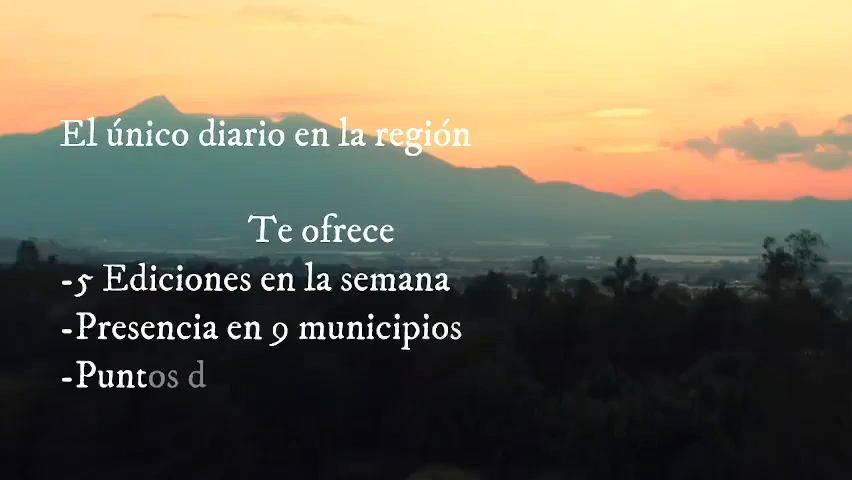 El único diario en la región
Te ofrece
-5 Ediciones en la semana
-Presencia en 9 municipios
-Puntos d